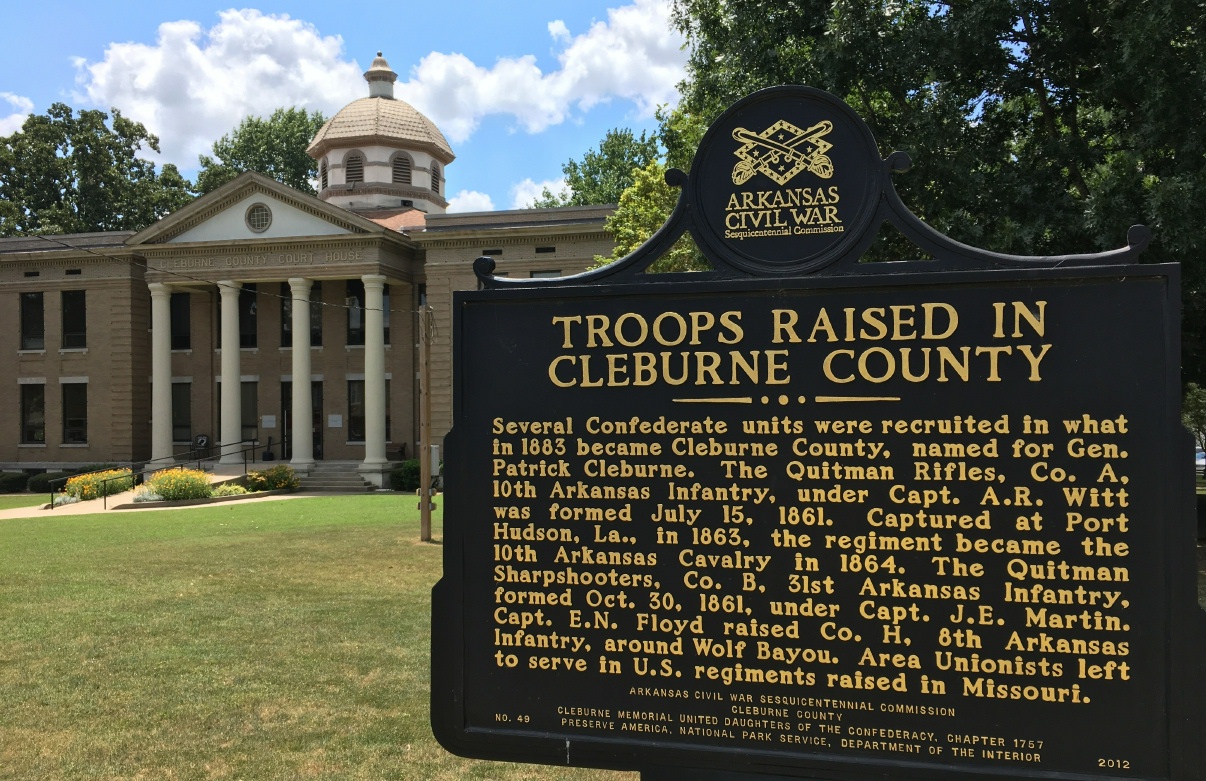 CLEBURNE COUNTY COURT HOUSE
ARKANSAS
CIVIL WAR
Sesquicentennial Commission
TROOPS RAISED IN
CLEBURNE COUNTY
Several Confederate units were recruited in what
in 1883 became Cleburne County, named for Gen.
Patrick Cleburne. The Quitman Rifles, Co. A,
10th Arkansas Infantry, under Capt. A.R. Witt
was formed July 15, 1861. Captured at Port
Hudson, La., in 1863, the regiment became the
10th Arkansas Cavalry in 1864. The Quitman
Sharpshooters, Co. B, 31st Arkansas Infantry,
formed Oct. 30, 1861, under Capt. J.E. Martin.
Capt. E.N. Floyd raised Co. H, 8th Arkansas
Infantry, around Wolf Bayou. Area Unionists left
to serve in U.S. regiments raised in Missouri.
ARKANSAS CIVIL WAR SESQUICENTENNIAL COMMISSION
CLEBURNE COUNTY
CLEBURNE MEMORIAL UNITED DAUGHTERS OF THE CONFEDERACY, CHAPTER 1757
PRESERVE AMERICA, NATIONAL PARK SERVICE, DEPARTMENT OF THE INTERIOR
NO. 49
2012